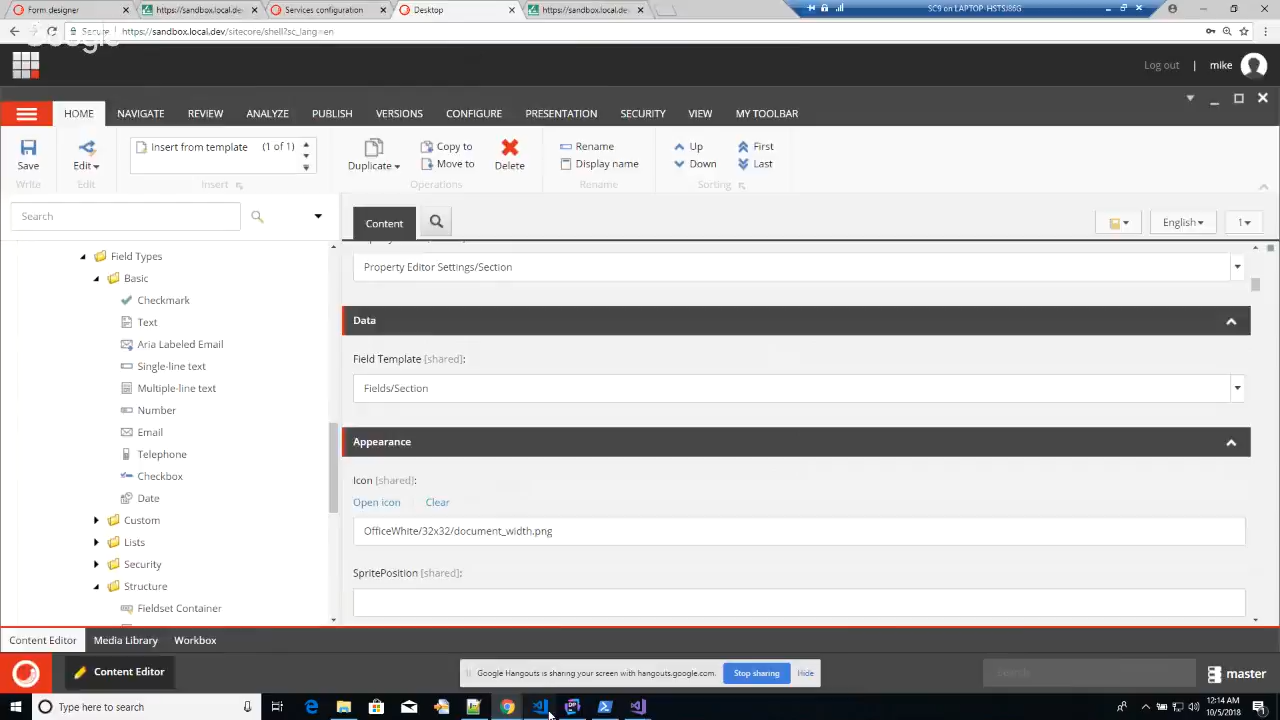 Form designer
https://sandbox.local.dev/
Services configuration
Desktop
https://sandbox.local.dev/
SC9 on LAPTOP-HSTSJ86G
Secure
https://sandbox.local.dev/sitecore/shell?sc_lang=en
Google
Log out | mike
HOME NAVIGATE REVIEW ANALYZE PUBLISH VERSIONS CONFIGURE PRESENTATION SECURITY VIEW MY TOOLBAR
Save
Write
Edit
Edit
Insert from template (1 of 1)
Insert
Duplicate
Copy to
Move to
Delete
Operations
Rename
Display name
Rename
Up
Down
First
Last
Sorting
Search
Content
English
1
Field Types
Basic
Checkmark
Text
Aria Labeled Email
Single-line text
Multiple-line text
Number
Email
Telephone
Checkbox
Date
Custom
Lists
Security
Structure
Fieldset Container
Property Editor Settings/Section
Data
Field Template [shared]:
Fields/Section
Appearance
Icon [shared]:
Open icon
Clear
OfficeWhite/32x32/document_width.png
SpritePosition [shared]:
Content Editor Media Library Workbox
Content Editor
Google Hangouts is sharing your screen with hangouts.google.com.
Stop sharing
Hide
Search
master
Type here to search
12:14 AM
10/5/2018